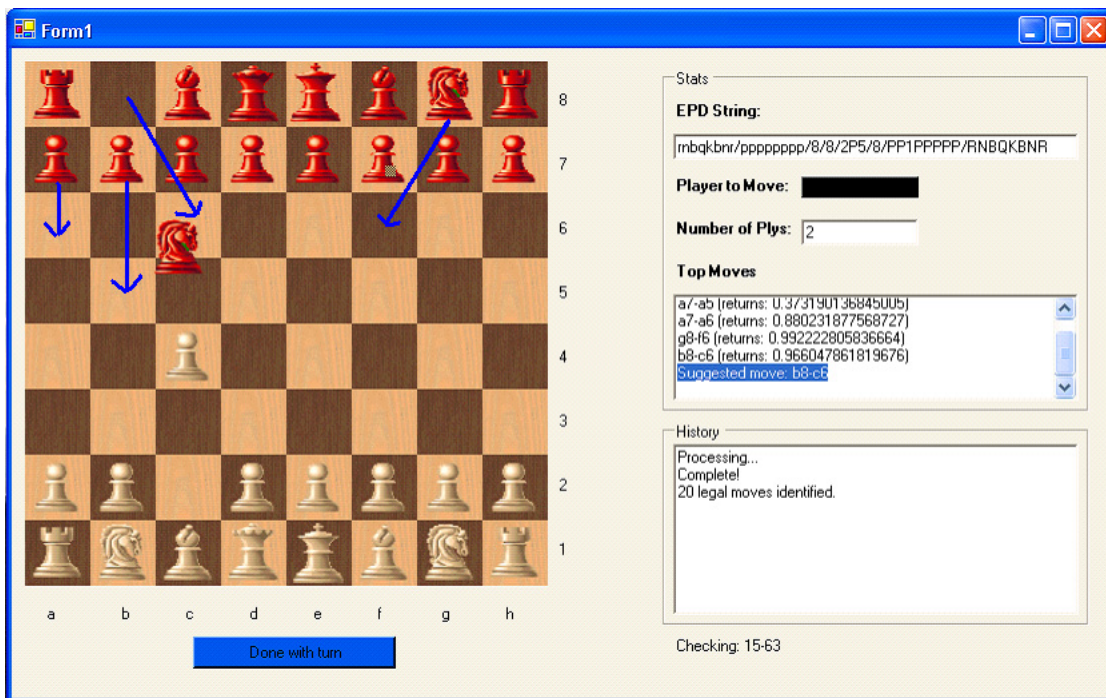 Form1
8
7
6
5
4
3
2
1
a b c d e f g h
Done with turn
Stats
EPD String:
rnbqkbnr/pppppppp/8/8/2P5/8/PP1PPPPP/RNBQKBNR
Player to Move:
Number of Plys: 2
Top Moves
a7-a5 (returns: 0.373190136845005)
a7-a6 (returns: 0.880231877568727)
g8-f6 (returns: 0.992222805836664)
b8-c6 (returns: 0.966047861819676)
Suggested move: b8-c6
History
Processing...
Complete!
20 legal moves identified.
Checking: 15-63